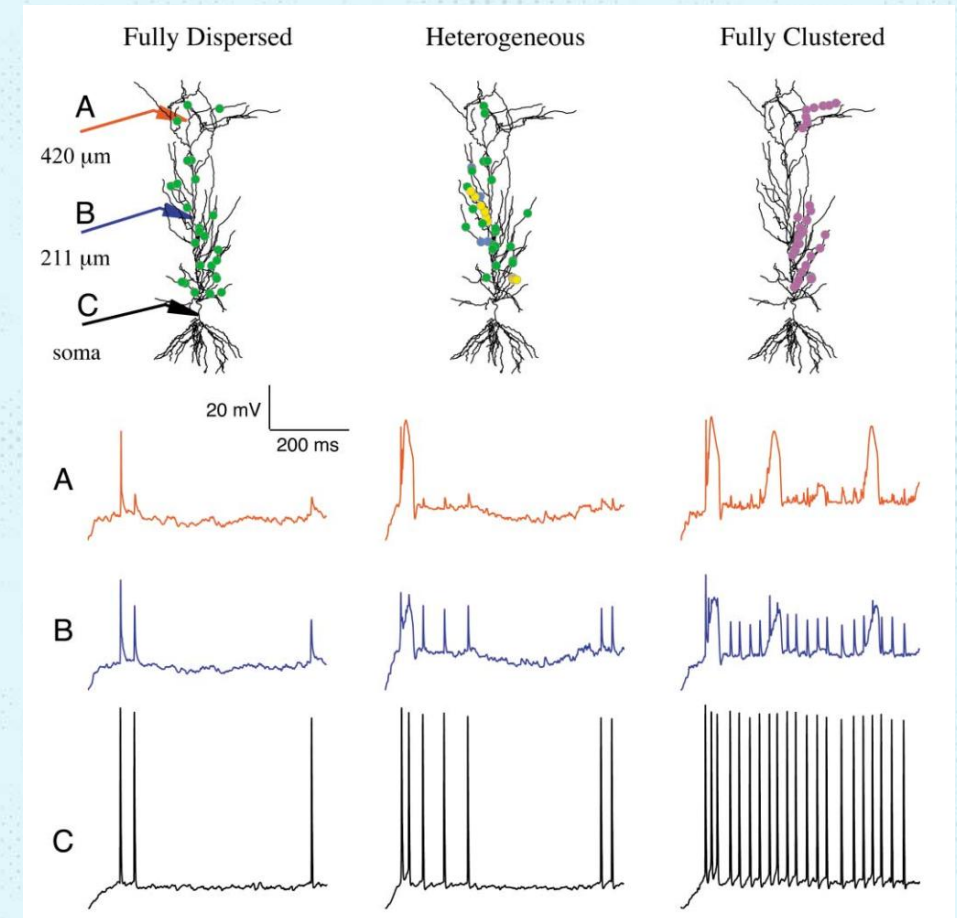 Fully Dispersed Heterogeneous Fully Clustered
A
420 μm
B
211 μm
C
soma
20 mV
200 ms
A
B
C